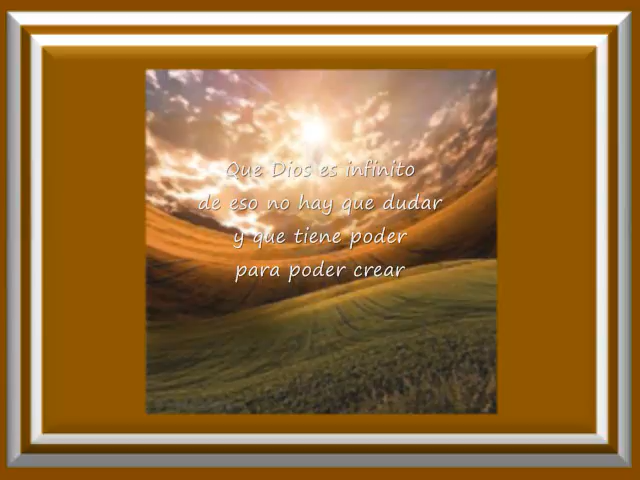 Que Dios es infinito
de eso no hay que dudar
y que tiene poder
para poder crear